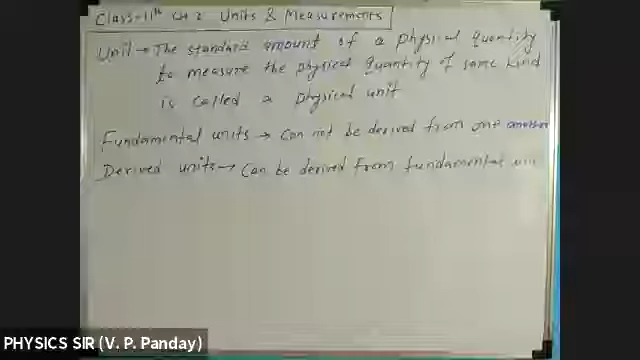 Class-11th Ch 2 Units & Measurements
Unit → The standard amount of a physical quantity
to measure the physical quantity of same kind
is called a physical unit
Fundamental units → Can not be derived from one another
Derived units → Can be derived from fundamental
PHYSICS SIR (V. P. Panday)